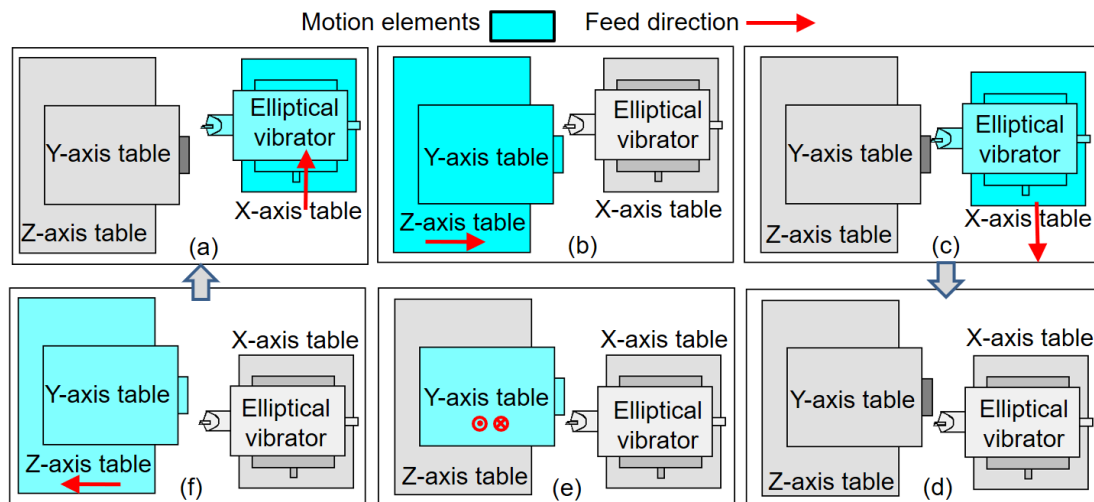 Motion elements
Feed direction
Y-axis table
Z-axis table
Elliptical
vibrator
X-axis table
(a)
Y-axis table
Z-axis table
Elliptical
vibrator
X-axis table
(b)
Y-axis table
Z-axis table
Elliptical
vibrator
X-axis table
(c)
Y-axis table
Z-axis table
X-axis table
Elliptical
vibrator
(f)
Y-axis table
Z-axis table
X-axis table
Elliptical
vibrator
(e)
Y-axis table
Z-axis table
X-axis table
Elliptical
vibrator
(d)